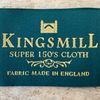 KINGSMILL
SUPER 150'S CLOTH
FABRIC MADE IN ENGLAND